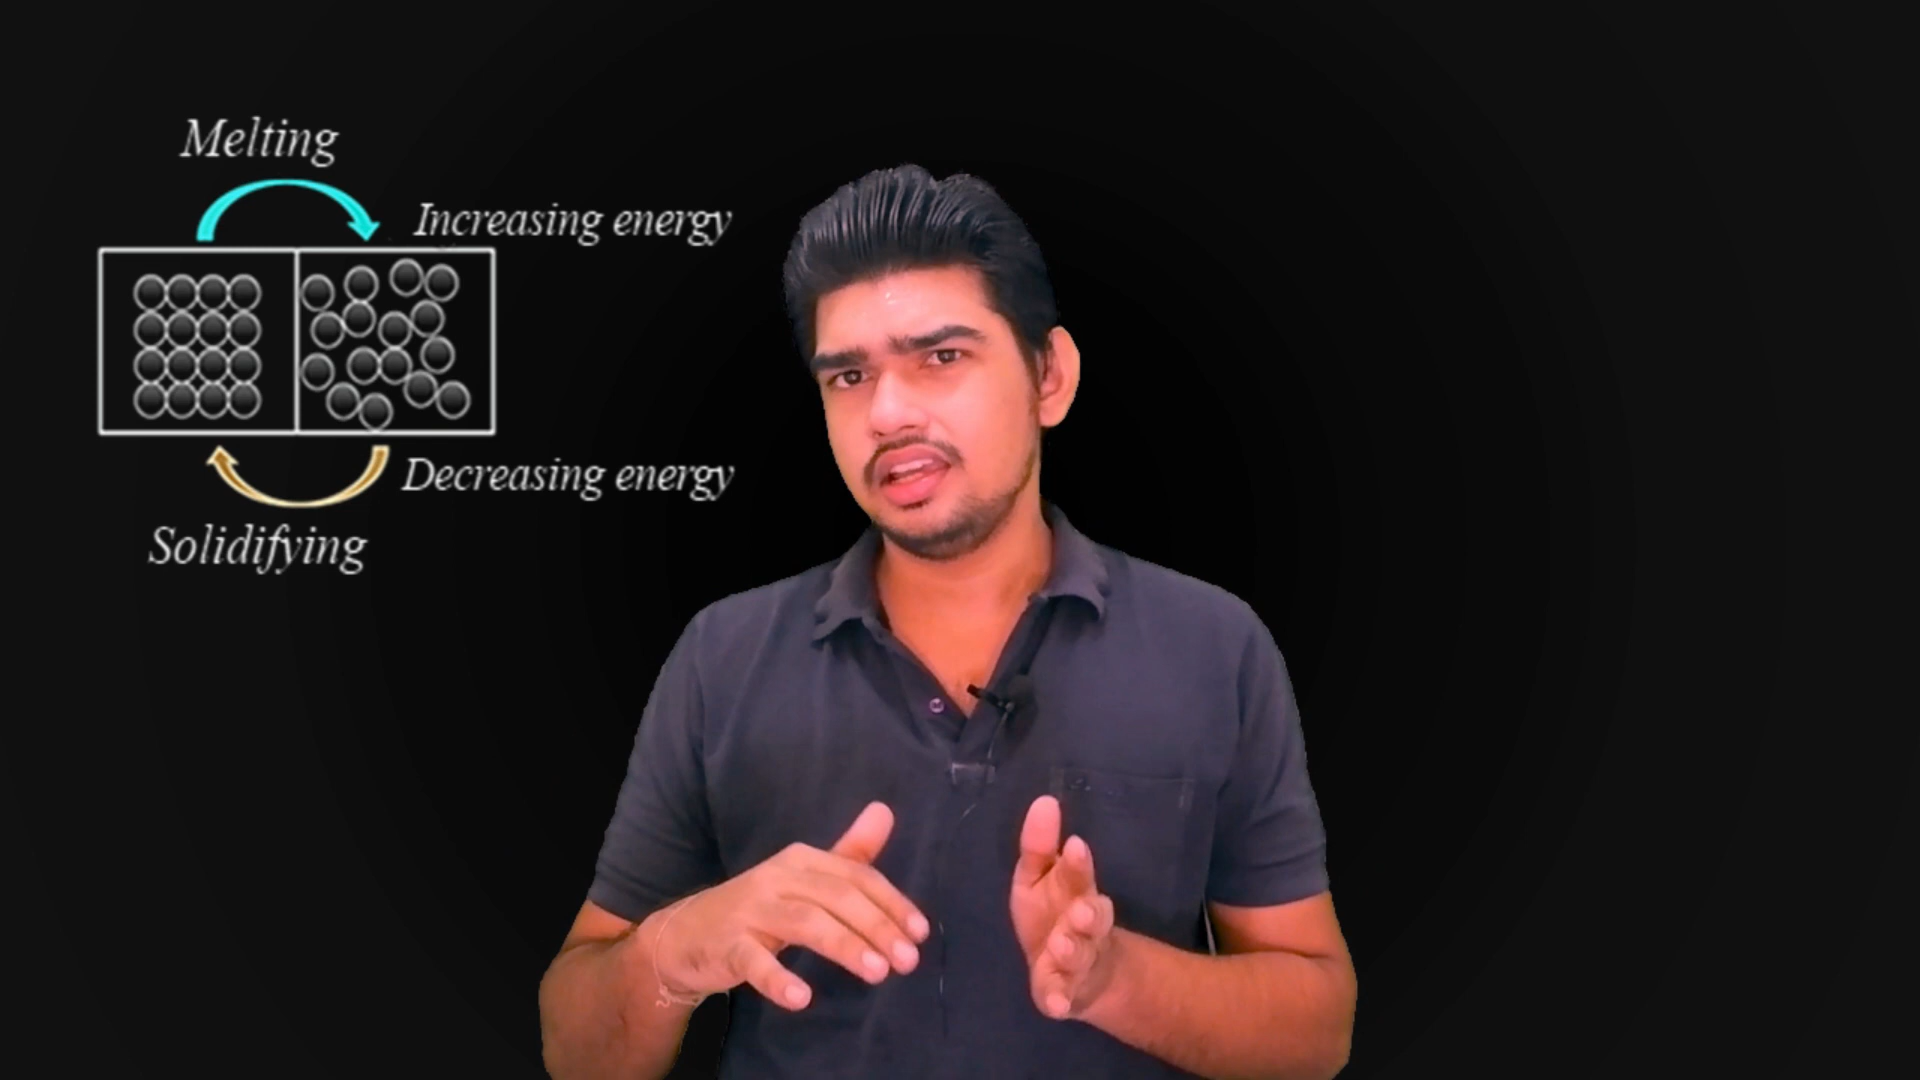 Melting
Increasing energy
Decreasing energy
Solidifying